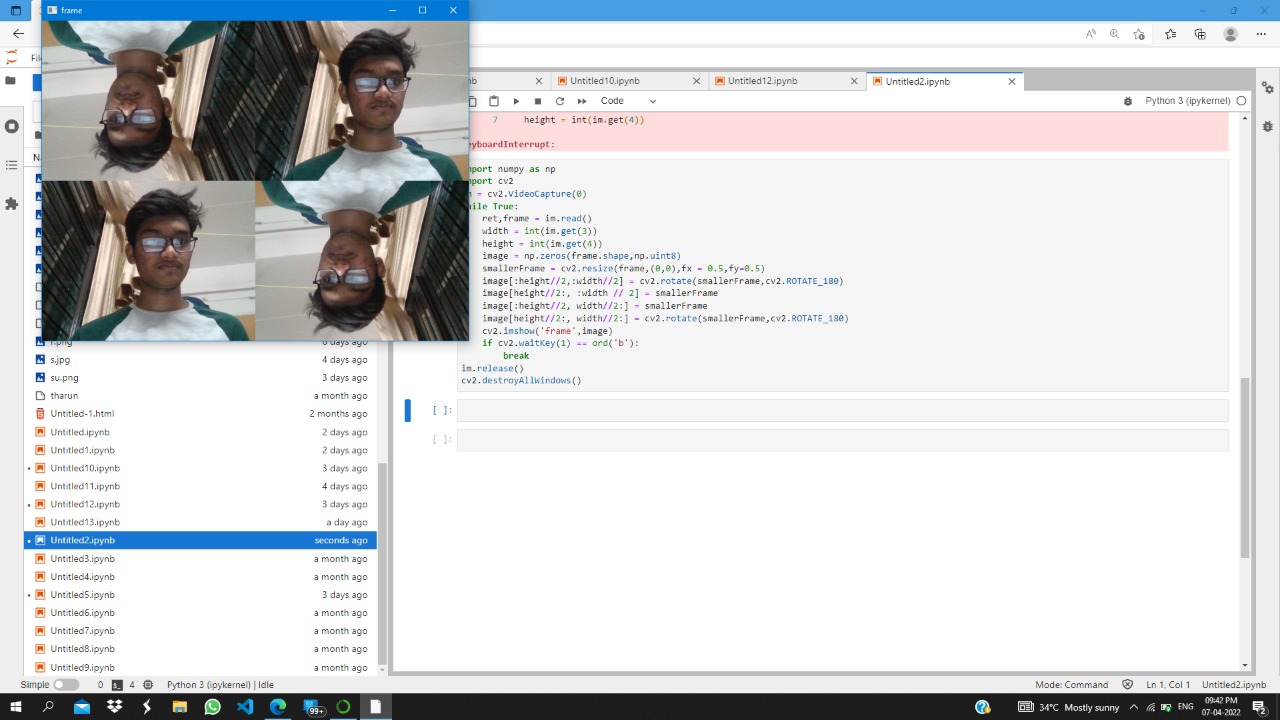 frame
File
Untitled10.ipynb
Untitled12.ipynb
Untitled2.ipynb
Code
Python 3 (ipykernel)
7 height = int(im.get(4))
eyboardInterrupt:
mport numpy as np
mport cv2
= cv2.VideoCapture(0)
ile True:
ret,frame = im.read()
width = int(im.get(3))
height = int(im.get(4))
image = np.zeros(frame.shape,np.uint8)
smallerFrame = cv2.resize(frame,(0,0),fx = 0.5,fy=0.5)
image[:height//2,:width//2] = cv2.rotate(smallerFrame,cv2.ROTATE_180)
image[height//2:, :width // 2] = smallerFrame
image[:height//2, width//2:] = smallerFrame
image[height//2:, width//2:] = cv2.rotate(smallerFrame,cv2.ROTATE_180)
cv2.imshow('frame',image)
if cv2.waitKey(1) == ord('b'):
break
im.release()
cv2.destroyAllWindows()
[ ]:
[ ]:
s.jpg 4 days ago
su.png 3 days ago
tharun a month ago
Untitled-1.html 2 months ago
Untitled.ipynb 2 days ago
Untitled1.ipynb 2 days ago
Untitled10.ipynb 3 days ago
Untitled11.ipynb 4 days ago
Untitled12.ipynb 3 days ago
Untitled13.ipynb a day ago
Untitled2.ipynb seconds ago
Untitled3.ipynb a month ago
Untitled4.ipynb a month ago
Untitled5.ipynb 3 days ago
Untitled6.ipynb a month ago
Untitled7.ipynb a month ago
Untitled8.ipynb a month ago
Untitled9.ipynb a month ago
Simple 0 4 Python 3 (ipykernel) | Idle Mode: Command Ln 1, Col 1 Untitled2.ipynb
99+ 34°C Mostly sunny ENG 09:42 PM
07-04-2022 2